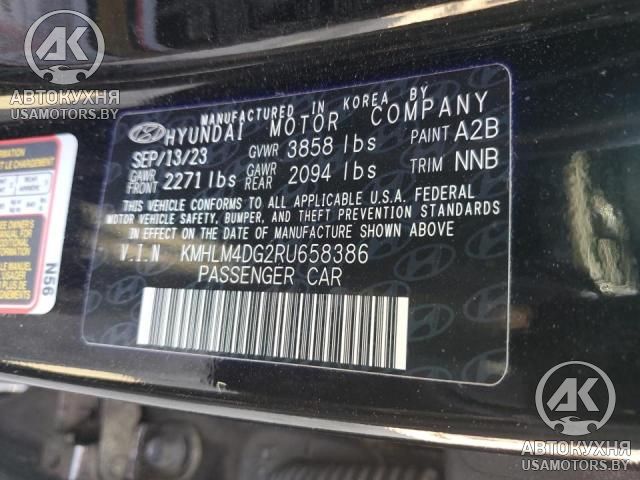 АВТОКУХНЯ
USAMOTORS.BY
MANUFACTURED IN KOREA BY
HYUNDAI MOTOR COMPANY
SEP/13/23 GVWR 3858 lbs PAINT A2B
GAWR FRONT 2271 lbs GAWR REAR 2094 lbs TRIM NNB
THIS VEHICLE CONFORMS TO ALL APPLICABLE U.S.A. FEDERAL
MOTOR VEHICLE SAFETY, BUMPER, AND THEFT PREVENTION STANDARDS
IN EFFECT ON THE DATE OF MANUFACTURE SHOWN ABOVE
V.I.N KMHLM4DG2RU658386
PASSENGER CAR
N56
АВТОКУХНЯ
USAMOTORS.BY